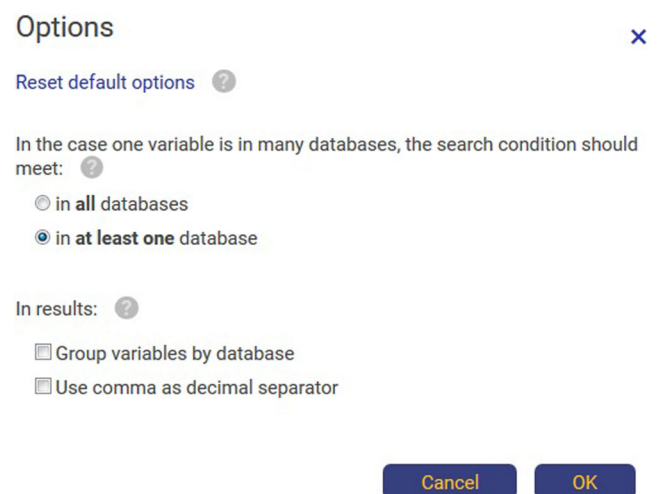 Options
Reset default options ?
In the case one variable is in many databases, the search condition should
meet: ?
in all databases
in at least one database
In results: ?
Group variables by database
Use comma as decimal separator
Cancel OK